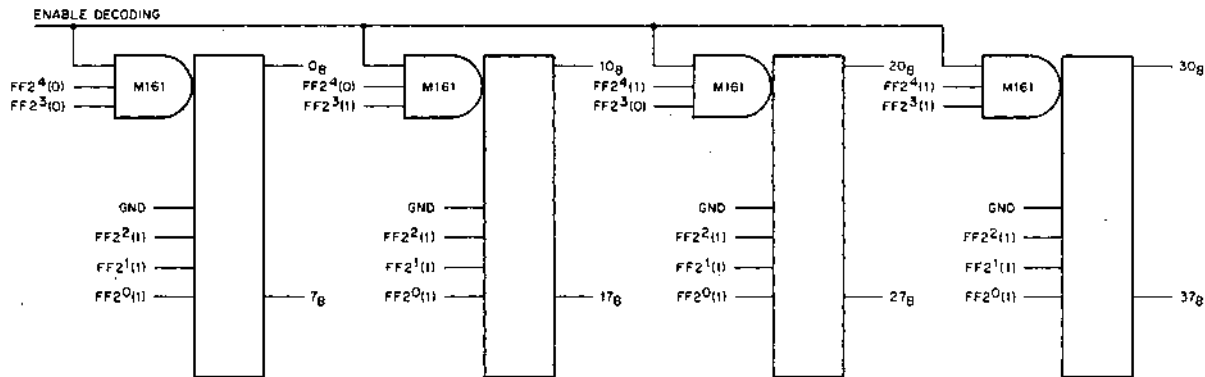 ENABLE DECODING
M161
FF2⁴(0)
FF2³(0)
0₈
GND
FF2²(1)
FF2¹(1)
FF2⁰(1)
7₈
M161
FF2⁴(0)
FF2³(1)
10₈
GND
FF2²(1)
FF2¹(1)
FF2⁰(1)
17₈
M161
FF2⁴(1)
FF2³(0)
20₈
GND
FF2²(1)
FF2¹(1)
FF2⁰(1)
27₈
M161
FF2⁴(1)
FF2³(1)
30₈
GND
FF2²(1)
FF2¹(1)
FF2⁰(1)
37₈